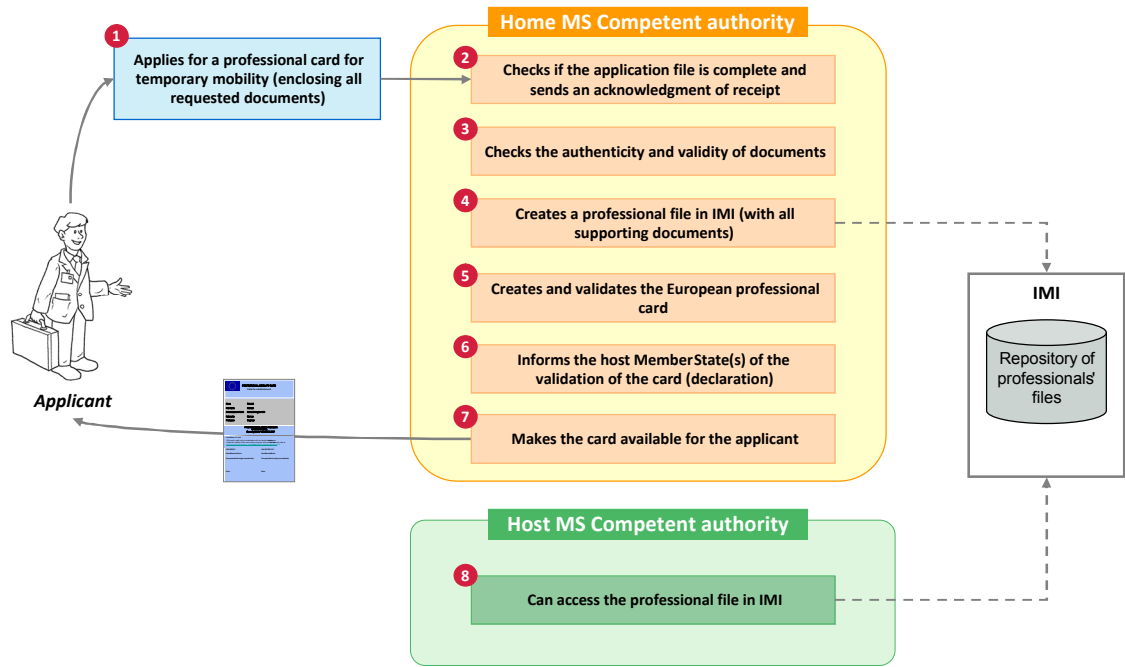 Home MS Competent authority
1
Applies for a professional card for
temporary mobility (enclosing all
requested documents)
2
Checks if the application file is complete and
sends an acknowledgment of receipt
3
Checks the authenticity and validity of documents
4
Creates a professional file in IMI (with all
supporting documents)
5
Creates and validates the European professional
card
6
Informs the host Member State(s) of the
validation of the card (declaration)
7
Makes the card available for the applicant
Applicant
IMI
Repository of
professionals'
files
Host MS Competent authority
8
Can access the professional file in IMI